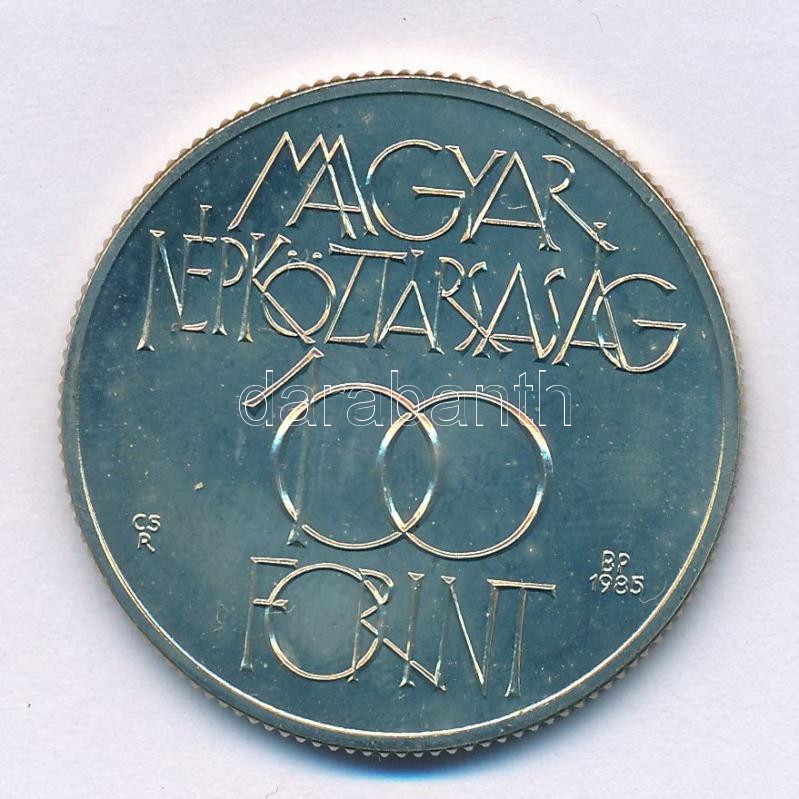 MAGYAR
NÉPKÖZTÁRSASÁG
100
darabanth
CS
R
BP
1985
FORINT